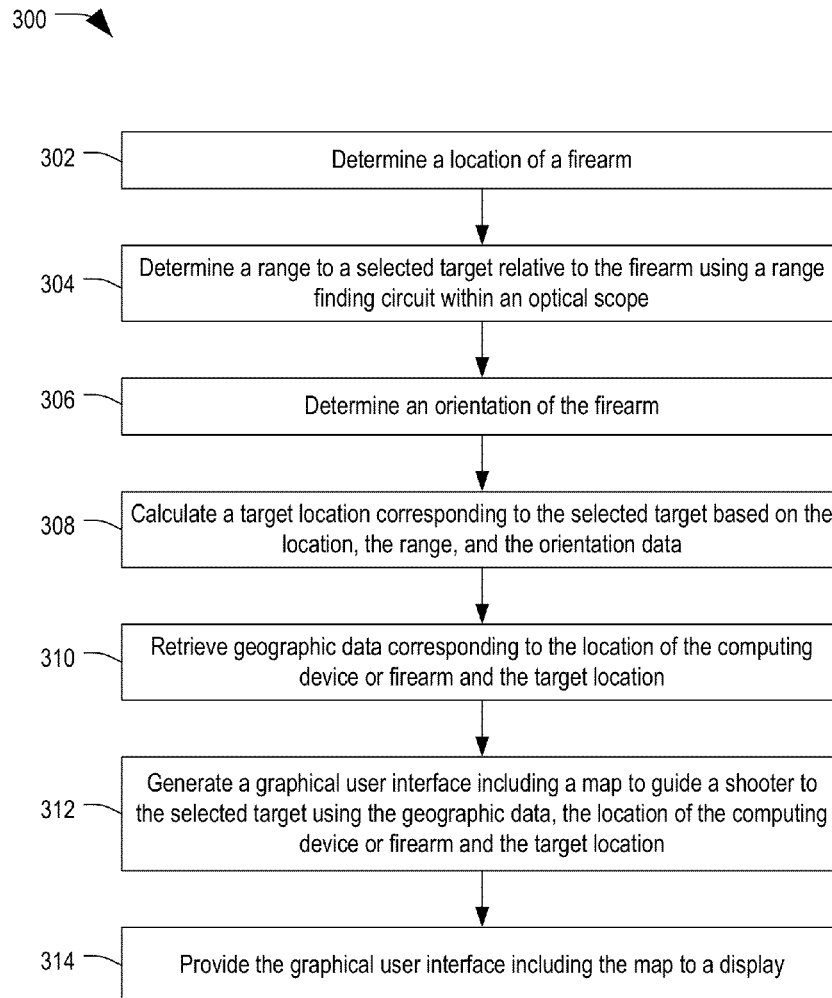 300
302
Determine a location of a firearm
304
Determine a range to a selected target relative to the firearm using a range
finding circuit within an optical scope
306
Determine an orientation of the firearm
308
Calculate a target location corresponding to the selected target based on the
location, the range, and the orientation data
310
Retrieve geographic data corresponding to the location of the computing
device or firearm and the target location
312
Generate a graphical user interface including a map to guide a shooter to
the selected target using the geographic data, the location of the computing
device or firearm and the target location
314
Provide the graphical user interface including the map to a display